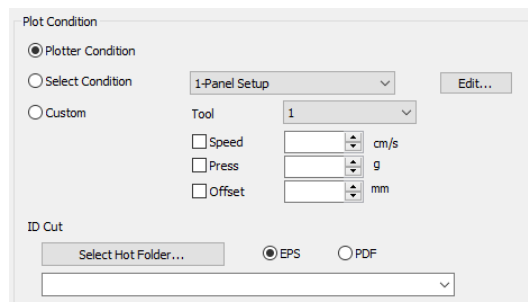 Plot Condition
Plotter Condition
Select Condition 1-Panel Setup Edit...
Custom Tool 1
Speed cm/s
Press g
Offset mm
ID Cut
Select Hot Folder... EPS PDF